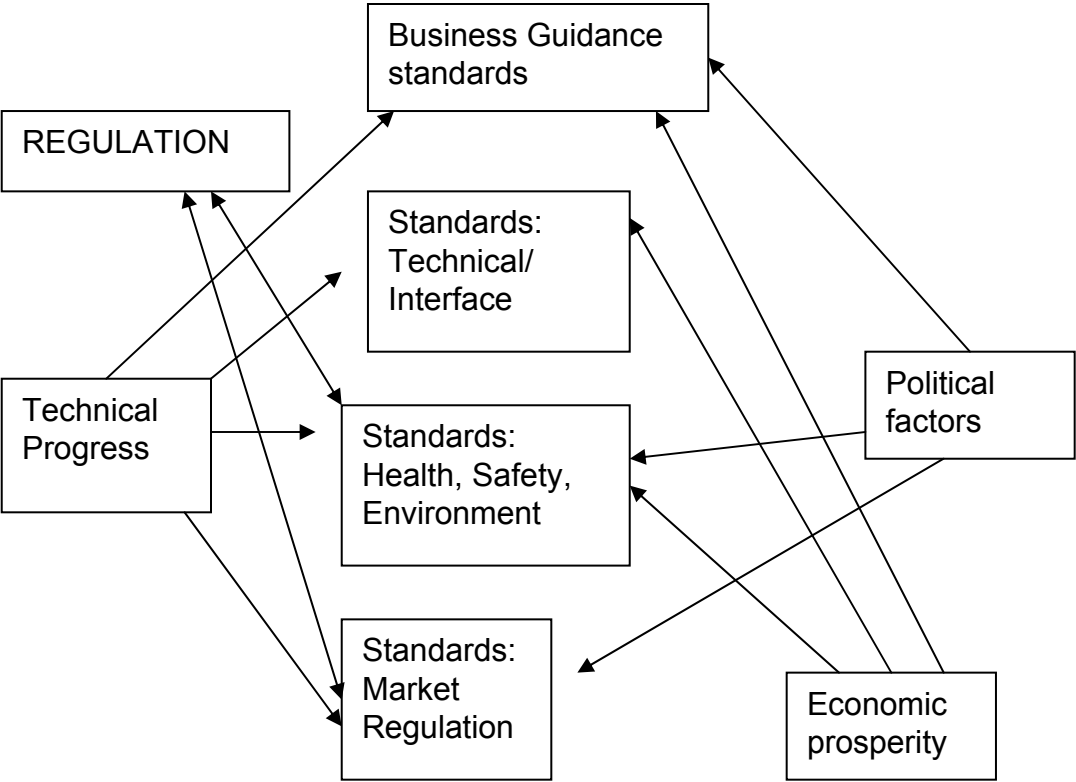 Business Guidance
standards
REGULATION
Standards:
Technical/
Interface
Technical
Progress
Political
factors
Standards:
Health, Safety,
Environment
Standards:
Market
Regulation
Economic
prosperity